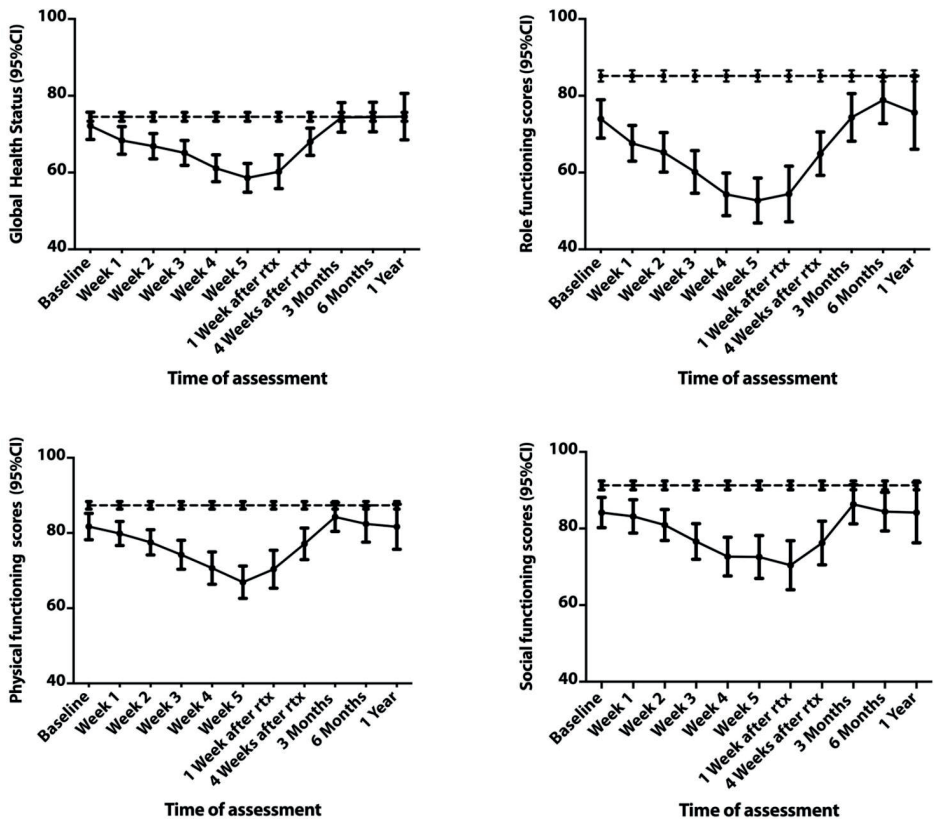 Global Health Status (95%CI)
100
80
60
40
Baseline
Week 1
Week 2
Week 3
Week 4
Week 5
1 Week after rtx
4 Weeks after rtx
3 Months
6 Months
1 Year
Time of assessment
Role functioning scores (95%CI)
100
80
60
40
Baseline
Week 1
Week 2
Week 3
Week 4
Week 5
1 Week after rtx
4 Weeks after rtx
3 Months
6 Months
1 Year
Time of assessment
Physical functioning scores (95%CI)
100
80
60
40
Baseline
Week 1
Week 2
Week 3
Week 4
Week 5
1 Week after rtx
4 Weeks after rtx
3 Months
6 Months
1 Year
Time of assessment
Social functioning scores (95%CI)
100
80
60
40
Baseline
Week 1
Week 2
Week 3
Week 4
Week 5
1 Week after rtx
4 Weeks after rtx
3 Months
6 Months
1 Year
Time of assessment